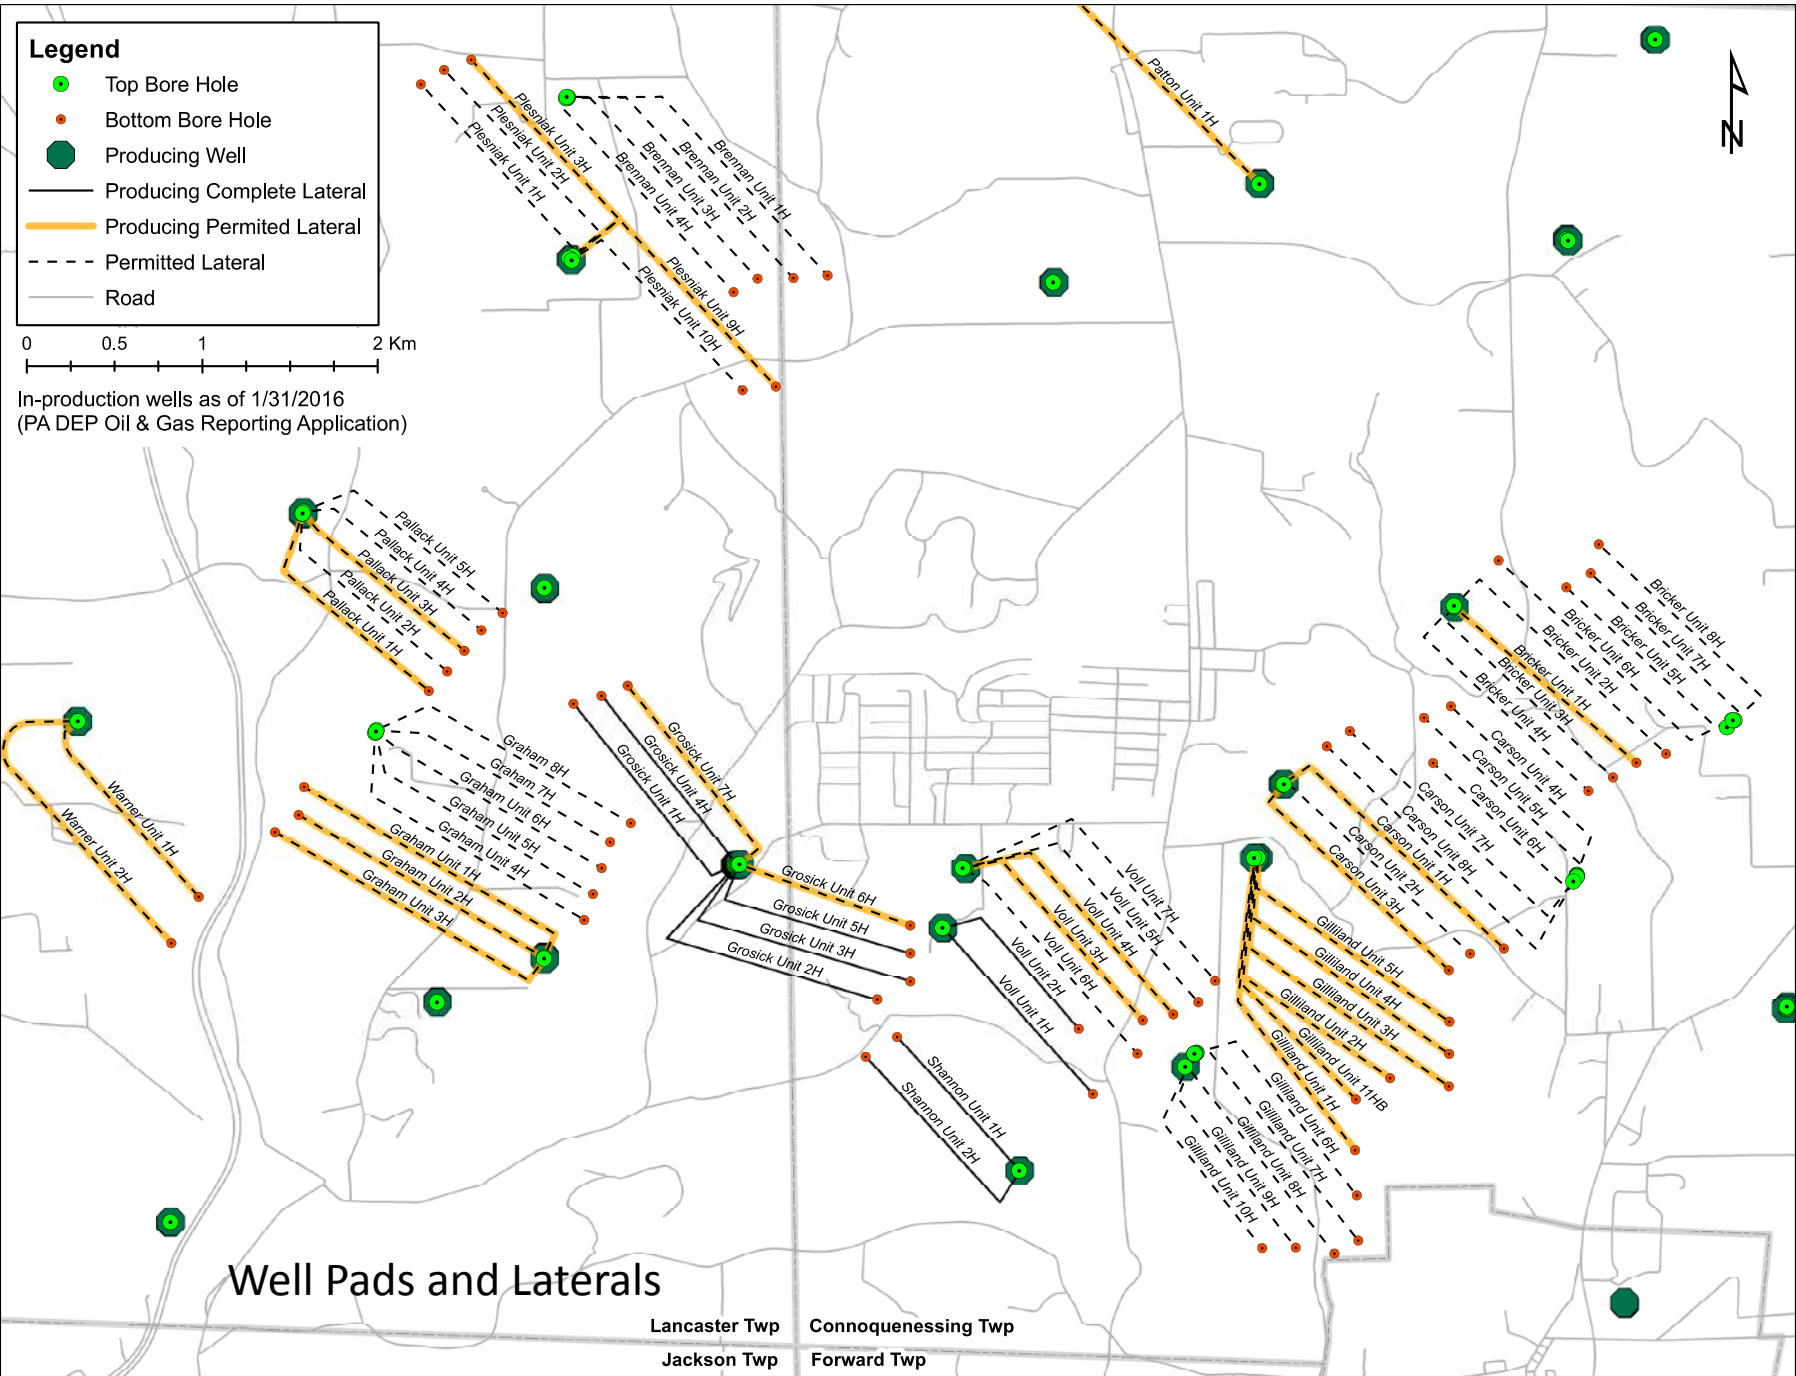 Legend
Top Bore Hole
Bottom Bore Hole
Producing Well
Producing Complete Lateral
Producing Permited Lateral
Permitted Lateral
Road
0 0.5 1 2 Km
In-production wells as of 1/31/2016
(PA DEP Oil & Gas Reporting Application)
N
Patton Unit 1H
Plesniak Unit 3H
Plesniak Unit 2H
Plesniak Unit 1H
Brennan Unit 1H
Brennan Unit 2H
Brennan Unit 3H
Brennan Unit 4H
Plesniak Unit 9H
Plesniak Unit 10H
Pallack Unit 5H
Pallack Unit 4H
Pallack Unit 3H
Pallack Unit 2H
Pallack Unit 1H
Warner Unit 1H
Warner Unit 2H
Graham 8H
Graham 7H
Graham Unit 6H
Graham Unit 5H
Graham Unit 4H
Graham Unit 1H
Graham Unit 2H
Graham Unit 3H
Grosick Unit 7H
Grosick Unit 4H
Grosick Unit 1H
Grosick Unit 6H
Grosick Unit 5H
Grosick Unit 3H
Grosick Unit 2H
Voll Unit 7H
Voll Unit 5H
Voll Unit 4H
Voll Unit 3H
Voll Unit 6H
Voll Unit 2H
Voll Unit 1H
Shannon Unit 1H
Shannon Unit 2H
Bricker Unit 8H
Bricker Unit 7H
Bricker Unit 5H
Bricker Unit 6H
Bricker Unit 2H
Bricker Unit 1H
Bricker Unit 3H
Bricker Unit 4H
Carson Unit 4H
Carson Unit 5H
Carson Unit 6H
Carson Unit 7H
Carson Unit 8H
Carson Unit 1H
Carson Unit 2H
Carson Unit 3H
Gilliland Unit 5H
Gilliland Unit 4H
Gilliland Unit 3H
Gilliland Unit 2H
Gilliland Unit 11HB
Gilliland Unit 1H
Gilliland Unit 6H
Gilliland Unit 7H
Gilliland Unit 8H
Gilliland Unit 9H
Gilliland Unit 10H
Well Pads and Laterals
Lancaster Twp Connoquenessing Twp
Jackson Twp Forward Twp